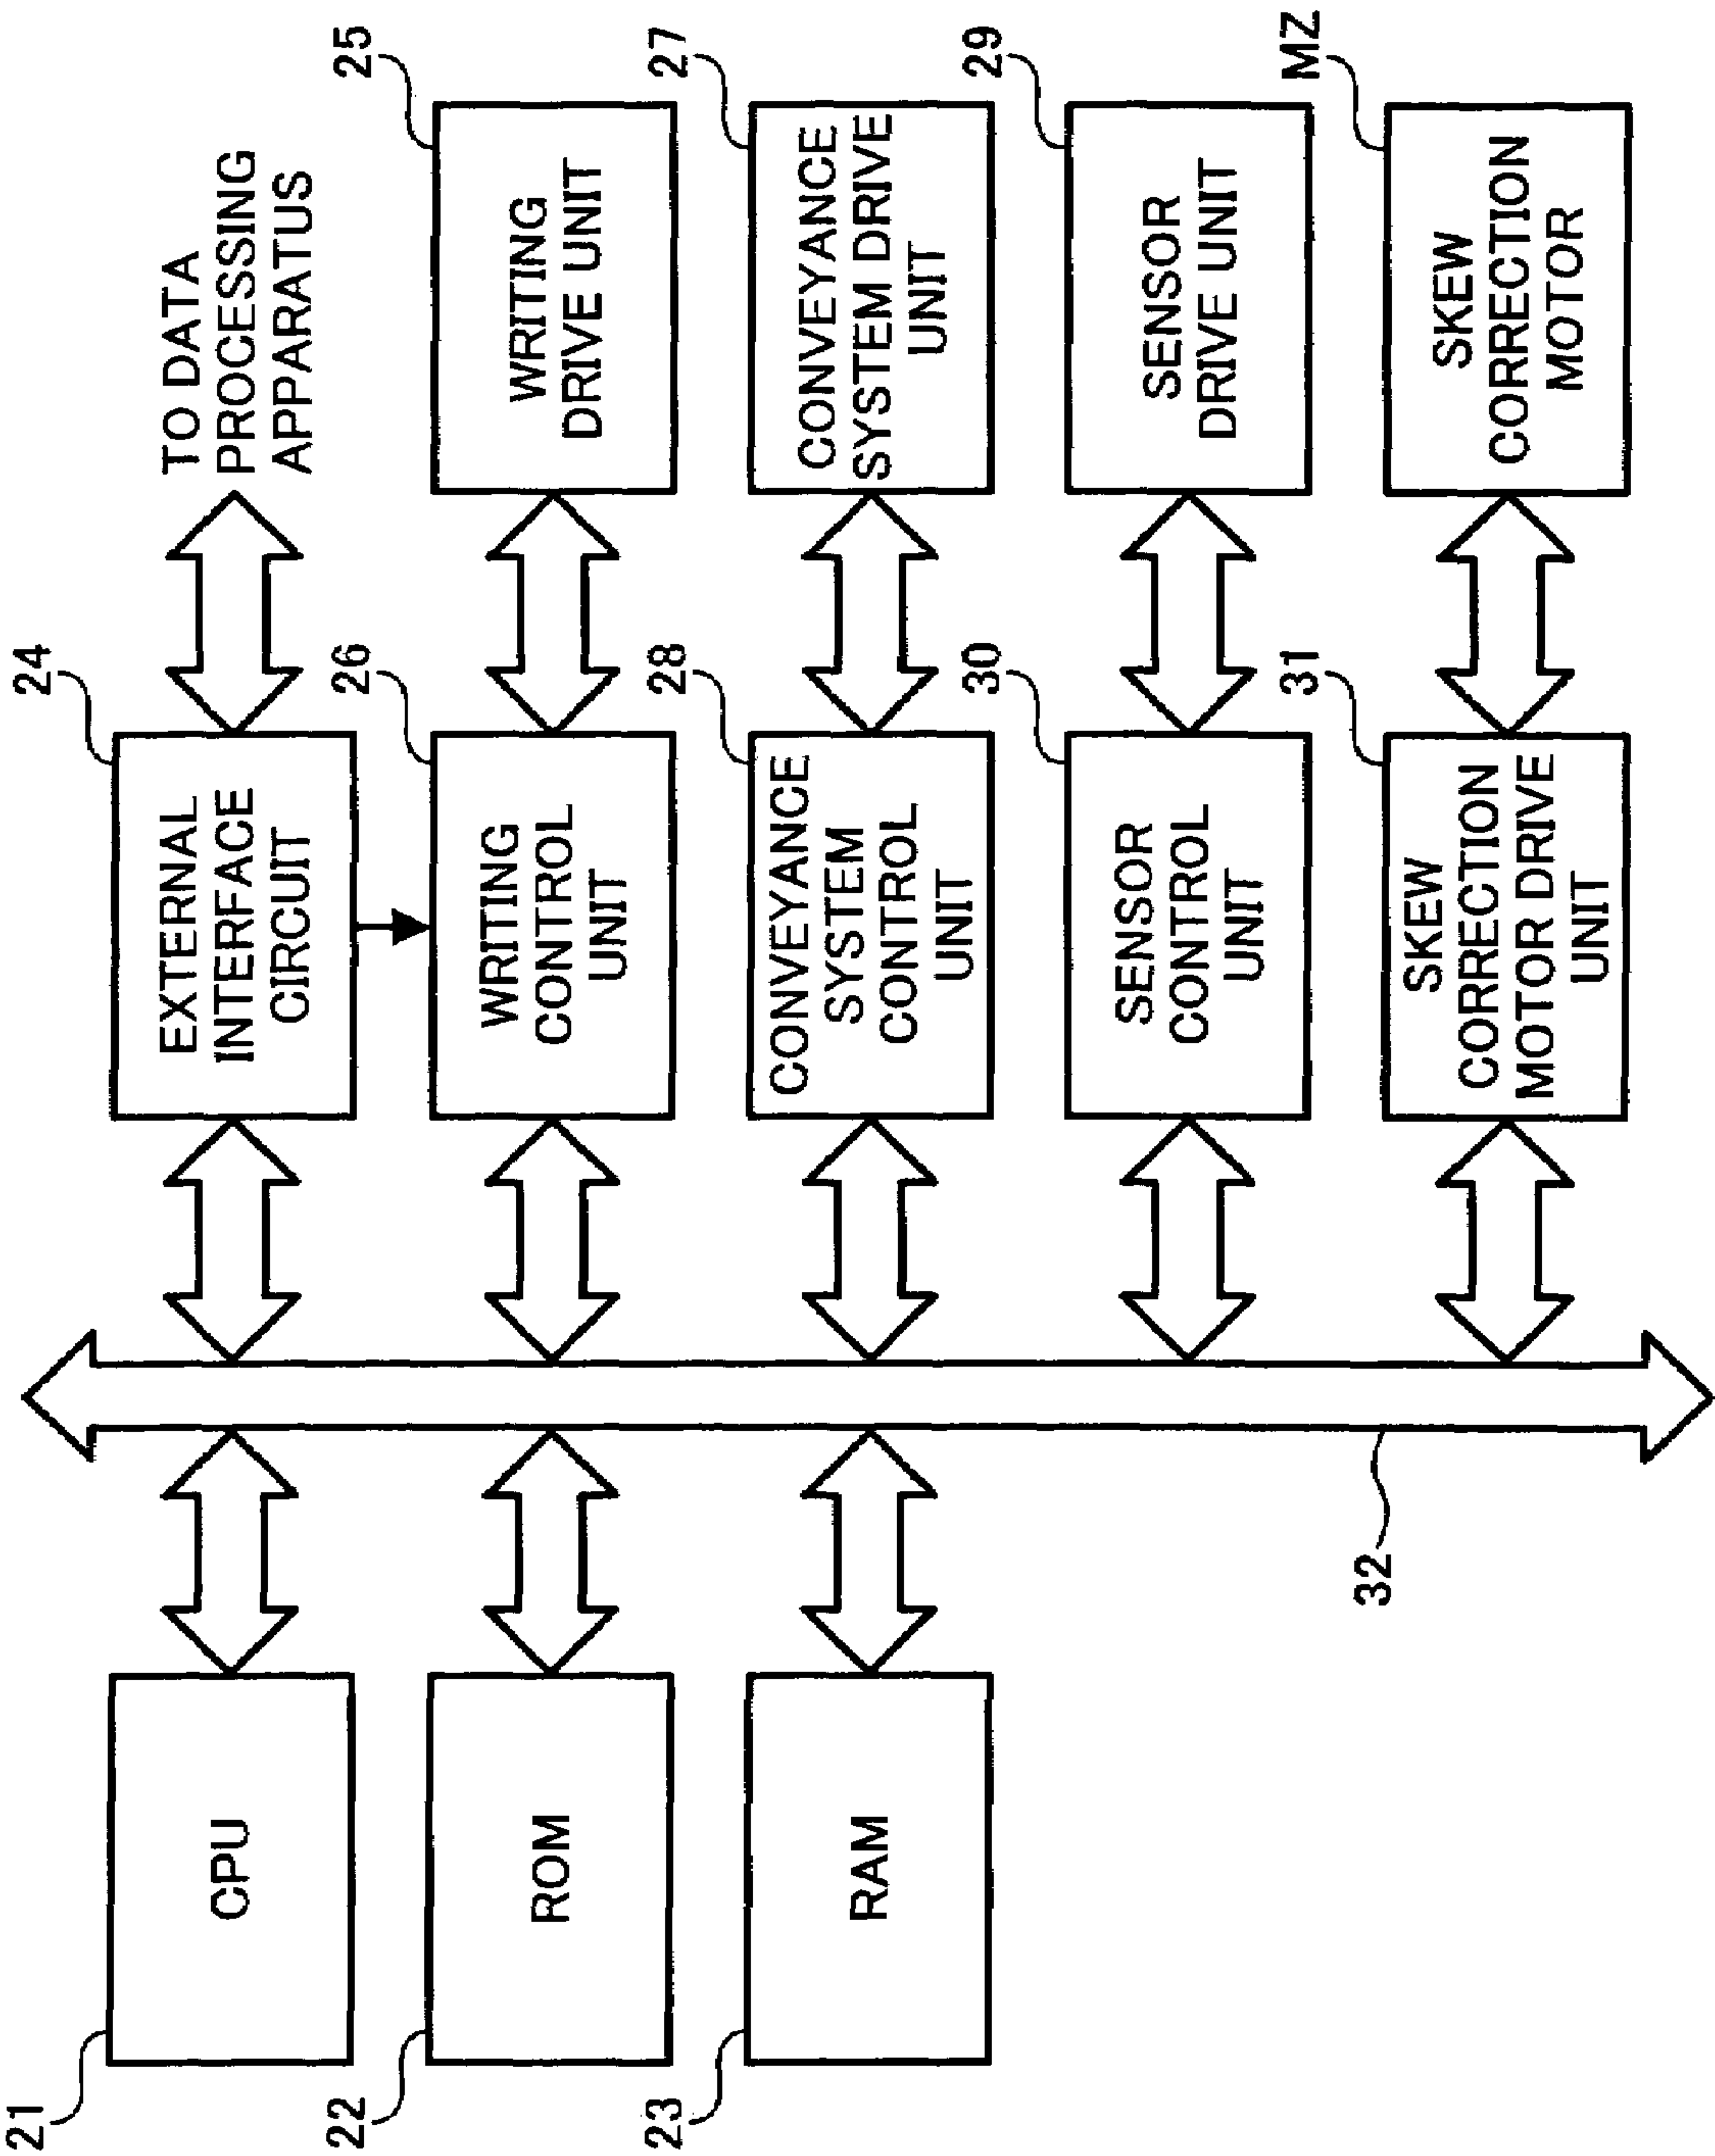 21
CPU
22
ROM
23
RAM
24
EXTERNAL
INTERFACE
CIRCUIT
TO DATA
PROCESSING
APPARATUS
26
WRITING
CONTROL
UNIT
25
WRITING
DRIVE UNIT
28
CONVEYANCE
SYSTEM
CONTROL
UNIT
27
CONVEYANCE
SYSTEM DRIVE
UNIT
30
SENSOR
CONTROL
UNIT
29
SENSOR
DRIVE UNIT
31
SKEW
CORRECTION
MOTOR DRIVE
UNIT
MZ
SKEW
CORRECTION
MOTOR
32